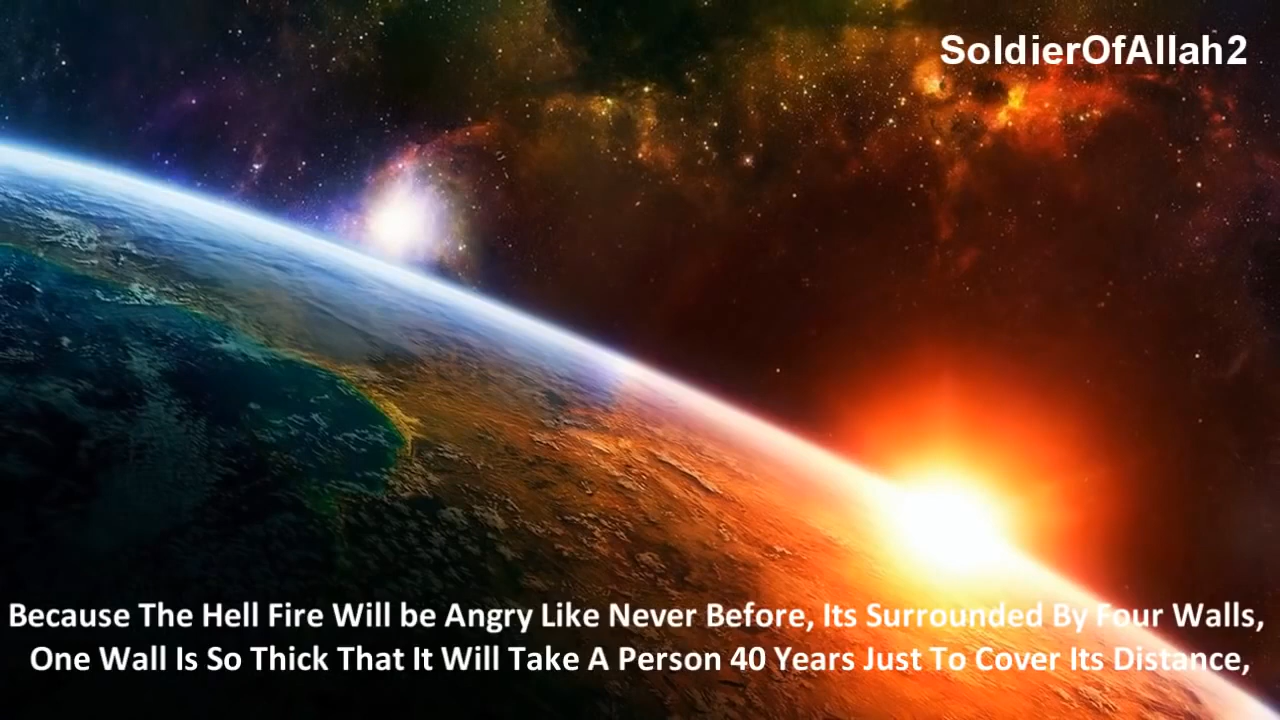 SoldierOfAllah2
Because The Hell Fire Will be Angry Like Never Before, Its Surrounded By Four Walls,
One Wall Is So Thick That It Will Take A Person 40 Years Just To Cover Its Distance,